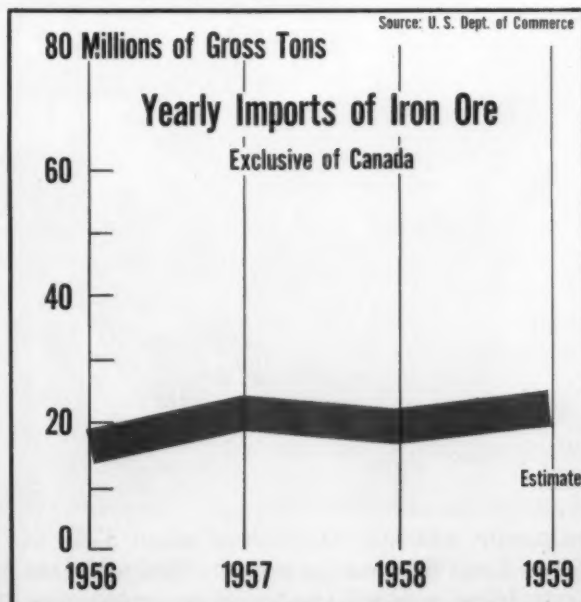 Source: U. S. Dept. of Commerce
80 Millions of Gross Tons
Yearly Imports of Iron Ore
Exclusive of Canada
60
40
20
Estimate
0
1956 1957 1958 1959